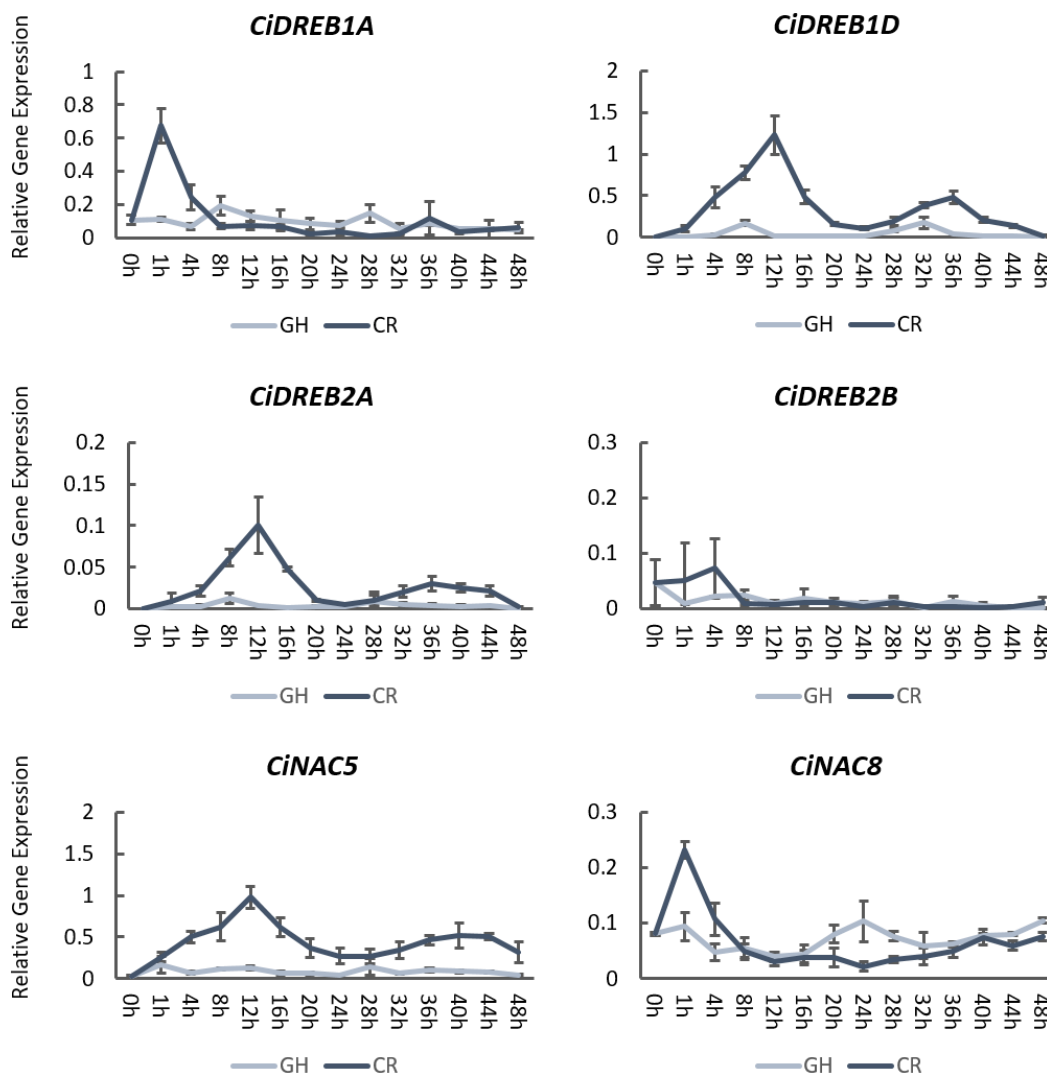 CiDREB1A
CiDREB1D
Relative Gene Expression
1
0.8
0.6
0.4
0.2
0
0h 1h 4h 8h 12h 16h 20h 24h 28h 32h 36h 40h 44h 48h
GH CR
2
1.5
1
0.5
0
0h 1h 4h 8h 12h 16h 20h 24h 28h 32h 36h 40h 44h 48h
GH CR
CiDREB2A
CiDREB2B
Relative Gene Expression
0.2
0.15
0.1
0.05
0
0h 1h 4h 8h 12h 16h 20h 24h 28h 32h 36h 40h 44h 48h
GH CR
0.3
0.2
0.1
0
0h 1h 4h 8h 12h 16h 20h 24h 28h 32h 36h 40h 44h 48h
GH CR
CiNAC5
CiNAC8
Relative Gene Expression
2
1.5
1
0.5
0
0h 1h 4h 8h 12h 16h 20h 24h 28h 32h 36h 40h 44h 48h
GH CR
0.3
0.2
0.1
0
0h 1h 4h 8h 12h 16h 20h 24h 28h 32h 36h 40h 44h 48h
GH CR